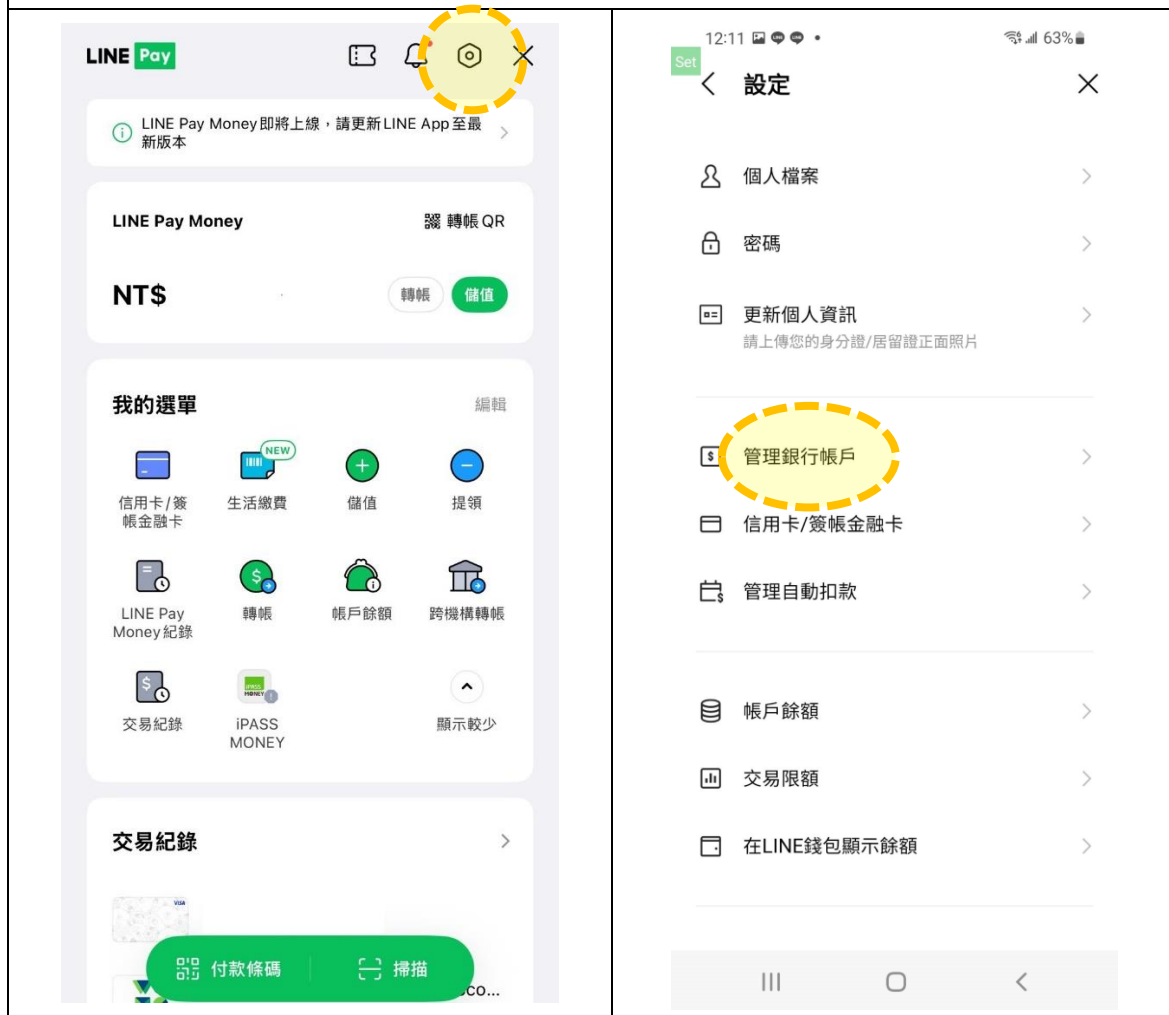 LINE Pay
LINE Pay Money即將上線，請更新LINE App至最
新版本
LINE Pay Money
轉帳QR
NT$
轉帳
儲值
我的選單
編輯
NEW
信用卡/簽
帳金融卡
生活繳費
儲值
提領
LINE Pay
Money紀錄
轉帳
帳戶餘額
跨機構轉帳
交易紀錄
iPASS
MONEY
iPASS
MONEY
顯示較少
交易紀錄
VISA
付款條碼
掃描
co...
12:11
63%
Set
設定
個人檔案
密碼
更新個人資訊
請上傳您的身分證/居留證正面照片
管理銀行帳戶
信用卡/簽帳金融卡
管理自動扣款
帳戶餘額
交易限額
在LINE錢包顯示餘額